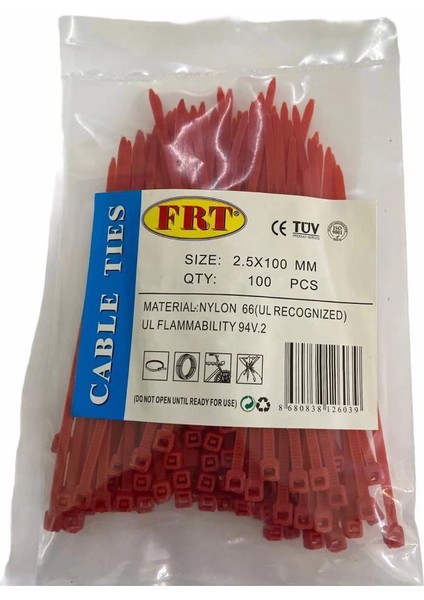 CABLE TIES
FRT®
CE TÜV
SIZE: 2.5X100 MM
QTY: 100 PCS
MATERIAL:NYLON 66(UL RECOGNIZED)
UL FLAMMABILITY 94V.2
(DO NOT OPEN UNTIL READY FOR USE)
8 680838 126039